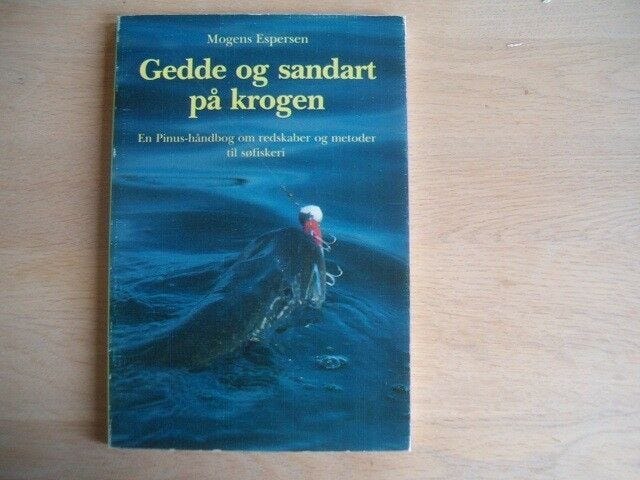 Mogens Espersen
Gedde og sandart
på krogen
En Pinus-håndbog om redskaber og metoder
til søfiskeri